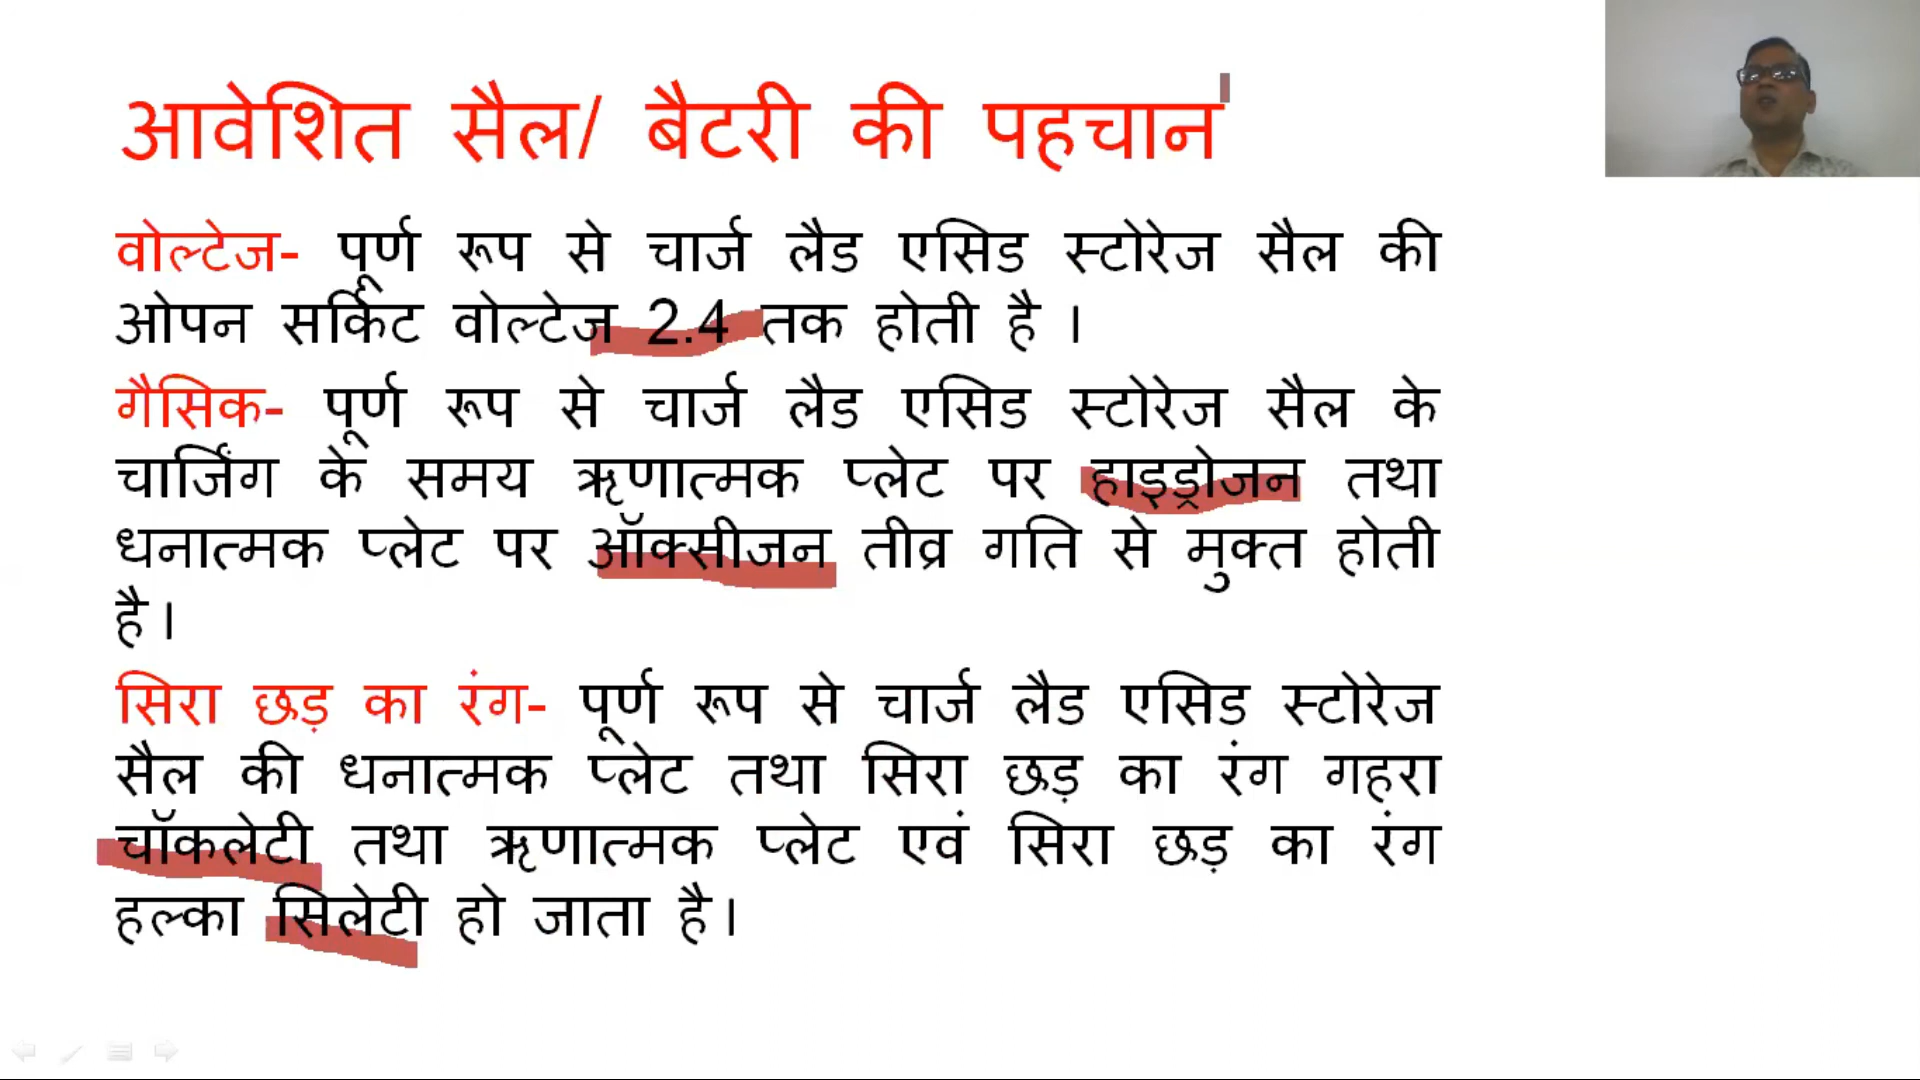 आवेशित सैल/ बैटरी की पहचान
वोल्टेज- पूर्ण रूप से चार्ज लैड एसिड स्टोरेज सैल की
ओपन सर्किट वोल्टेज 2.4 तक होती है ।
गैसिक- पूर्ण रूप से चार्ज लैड एसिड स्टोरेज सैल के
चार्जिंग के समय ऋणात्मक प्लेट पर हाइड्रोजन तथा
धनात्मक प्लेट पर ऑक्सीजन तीव्र गति से मुक्त होती
है।
सिरा छड़ का रंग- पूर्ण रूप से चार्ज लैड एसिड स्टोरेज
सैल की धनात्मक प्लेट तथा सिरा छड़ का रंग गहरा
चॉकलेटी तथा ऋणात्मक प्लेट एवं सिरा छड़ का रंग
हल्का सिलेटी हो जाता है।